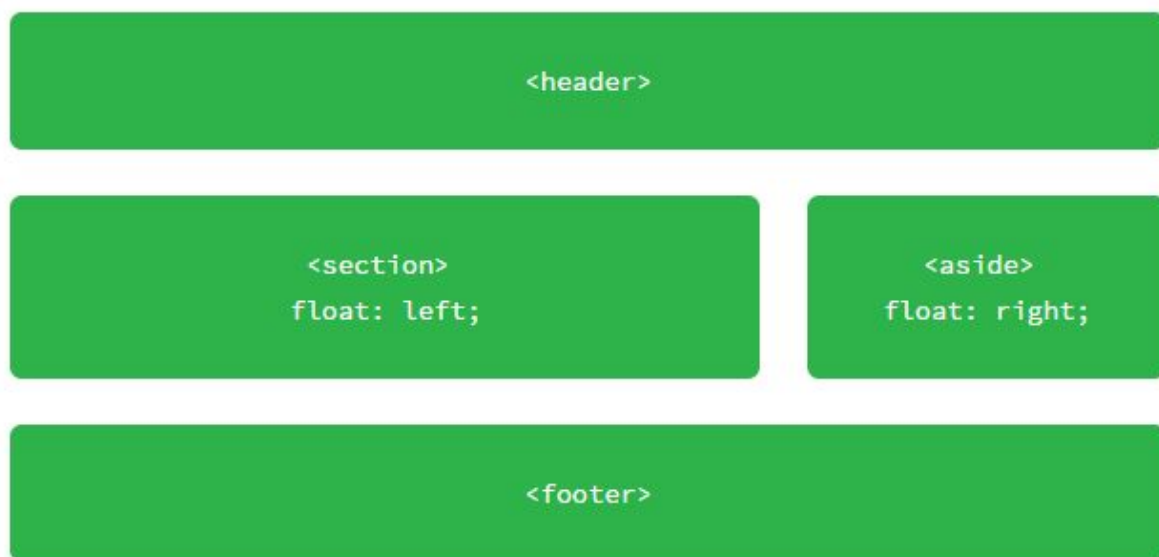 <header>
<section>
float: left;
<aside>
float: right;
<footer>